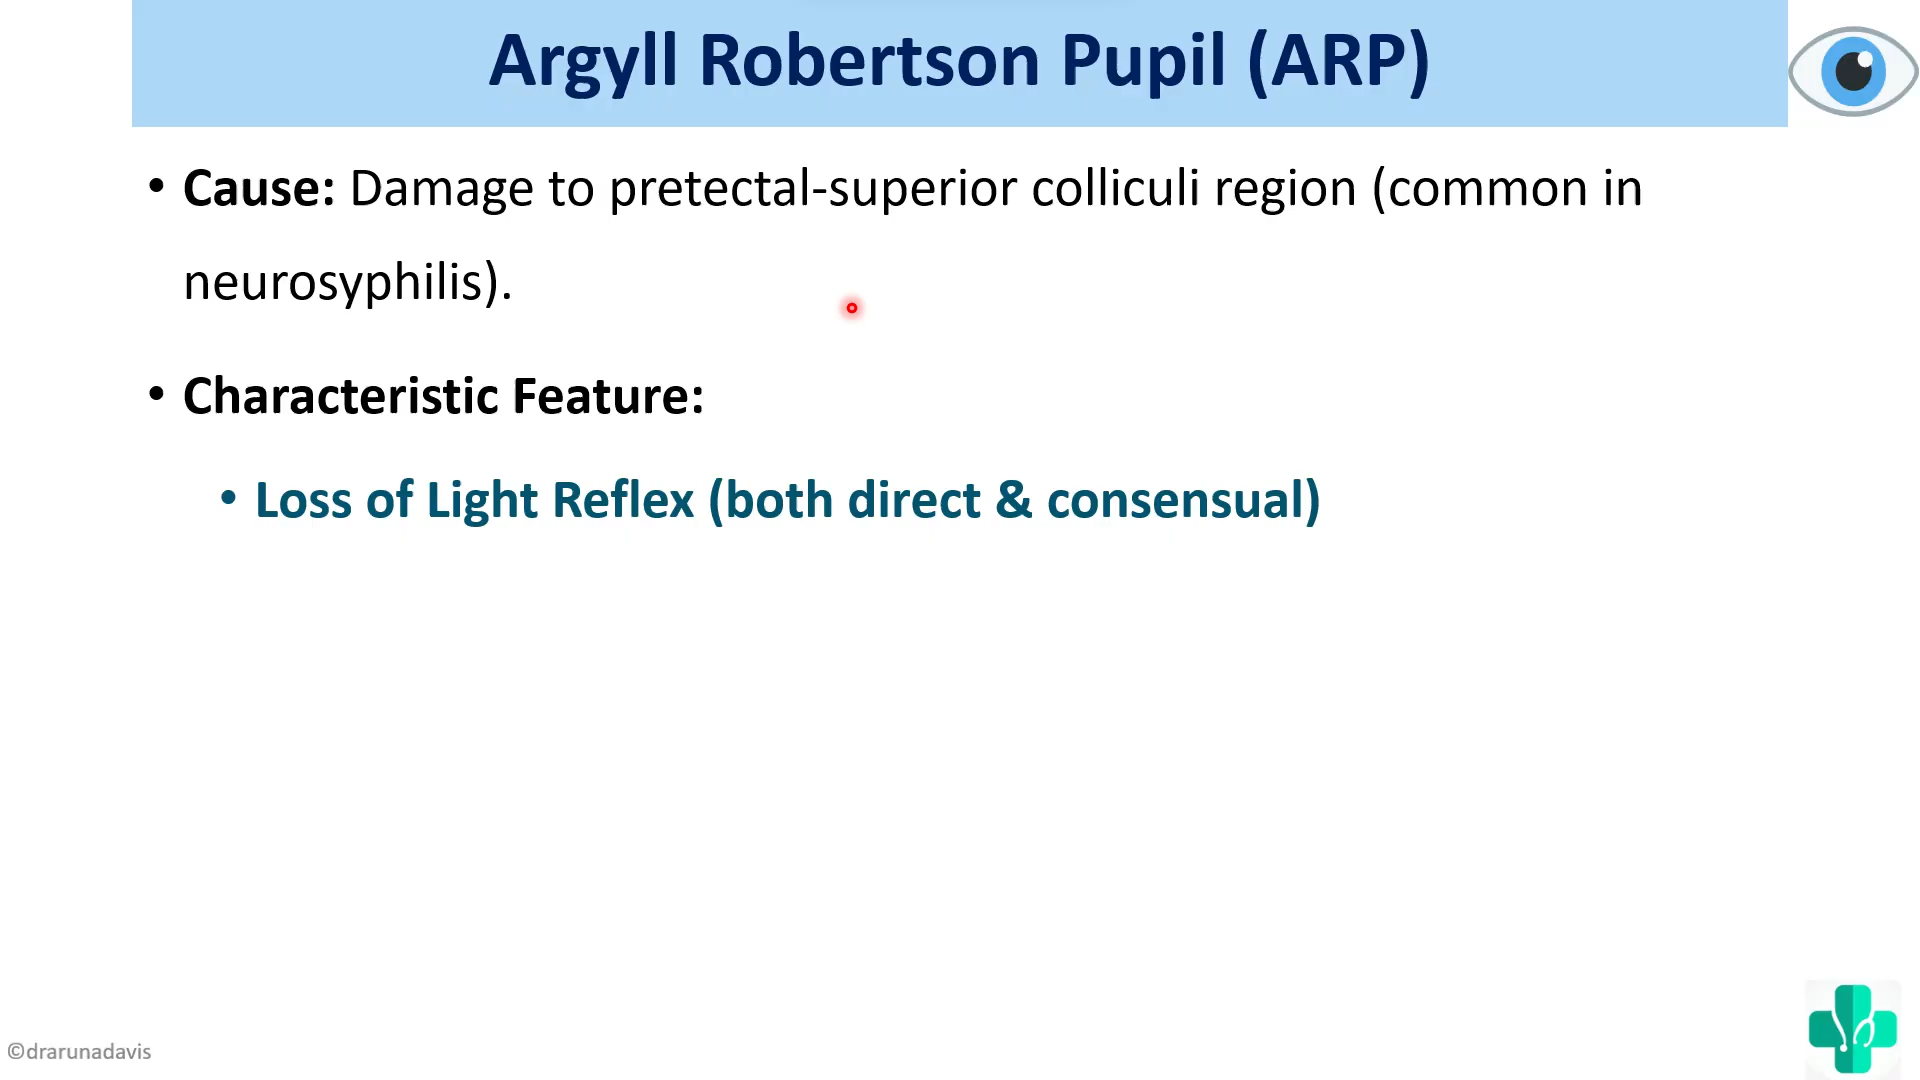 Argyll Robertson Pupil (ARP)
• Cause: Damage to pretectal-superior colliculi region (common in
neurosyphilis).
• Characteristic Feature:
• Loss of Light Reflex (both direct & consensual)
©drarunadavis